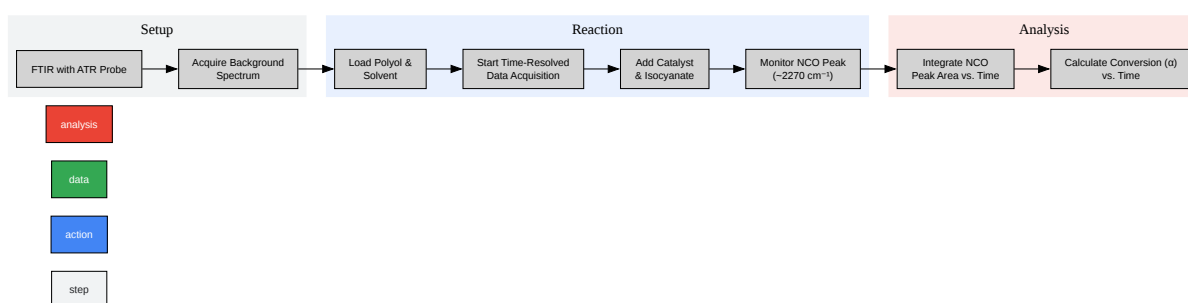 Setup
Reaction
Analysis
FTIR with ATR Probe
Acquire Background
Spectrum
Load Polyol &
Solvent
Start Time-Resolved
Data Acquisition
Add Catalyst
& Isocyanate
Monitor NCO Peak
(~2270 cm⁻¹)
Integrate NCO
Peak Area vs. Time
Calculate Conversion (α)
vs. Time
analysis
data
action
step